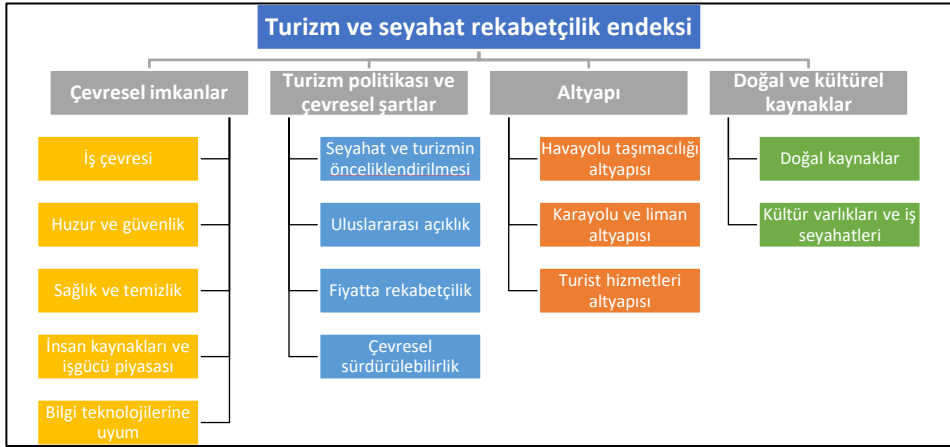 Turizm ve seyahat rekabetçilik endeksi
Çevresel imkanlar
İş çevresi
Huzur ve güvenlik
Sağlık ve temizlik
İnsan kaynakları ve
işgücü piyasası
Bilgi teknolojilerine
uyum
Turizm politikası ve
çevresel şartlar
Seyahat ve turizmin
önceliklendirilmesi
Uluslararası açıklık
Fiyatta rekabetçilik
Çevresel
sürdürülebilirlik
Altyapı
Havayolu taşımacılığı
altyapısı
Karayolu ve liman
altyapısı
Turist hizmetleri
altyapısı
Doğal ve kültürel
kaynaklar
Doğal kaynaklar
Kültür varlıkları ve iş
seyahatleri